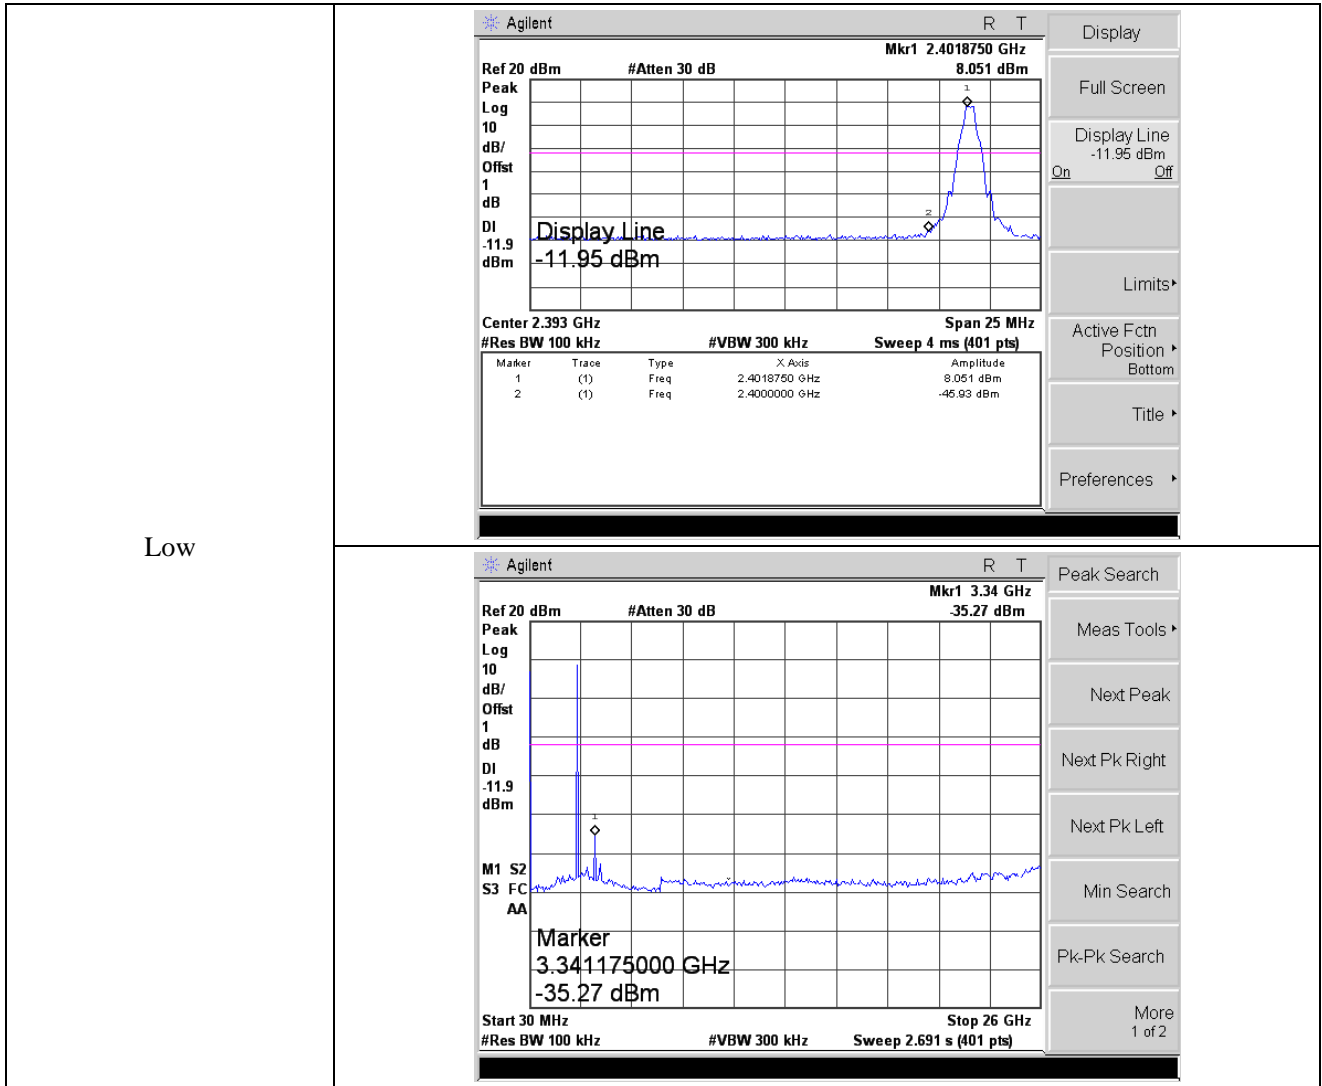 Low
Agilent
R T
Mkr1 2.4018750 GHz
Ref 20 dBm #Atten 30 dB 8.051 dBm
Peak
Log
10
dB/
Offst
1
dB
DI
-11.9
dBm
1
2
Display Line
-11.95 dBm
Center 2.393 GHz Span 25 MHz
#Res BW 100 kHz #VBW 300 kHz Sweep 4 ms (401 pts)
Marker Trace Type X Axis Amplitude
1 (1) Freq 2.4018750 GHz 8.051 dBm
2 (1) Freq 2.4000000 GHz -45.93 dBm
Display
Full Screen
Display Line
-11.95 dBm
On Off
Limits
Active Fctn
Position
Bottom
Title
Preferences
Agilent
R T
Mkr1 3.34 GHz
Ref 20 dBm #Atten 30 dB -35.27 dBm
Peak
Log
10
dB/
Offst
1
dB
DI
-11.9
dBm
1
M1 S2
S3 FC
AA
Marker
3.341175000 GHz
-35.27 dBm
Start 30 MHz Stop 26 GHz
#Res BW 100 kHz #VBW 300 kHz Sweep 2.691 s (401 pts)
Peak Search
Meas Tools
Next Peak
Next Pk Right
Next Pk Left
Min Search
Pk-Pk Search
More
1 of 2